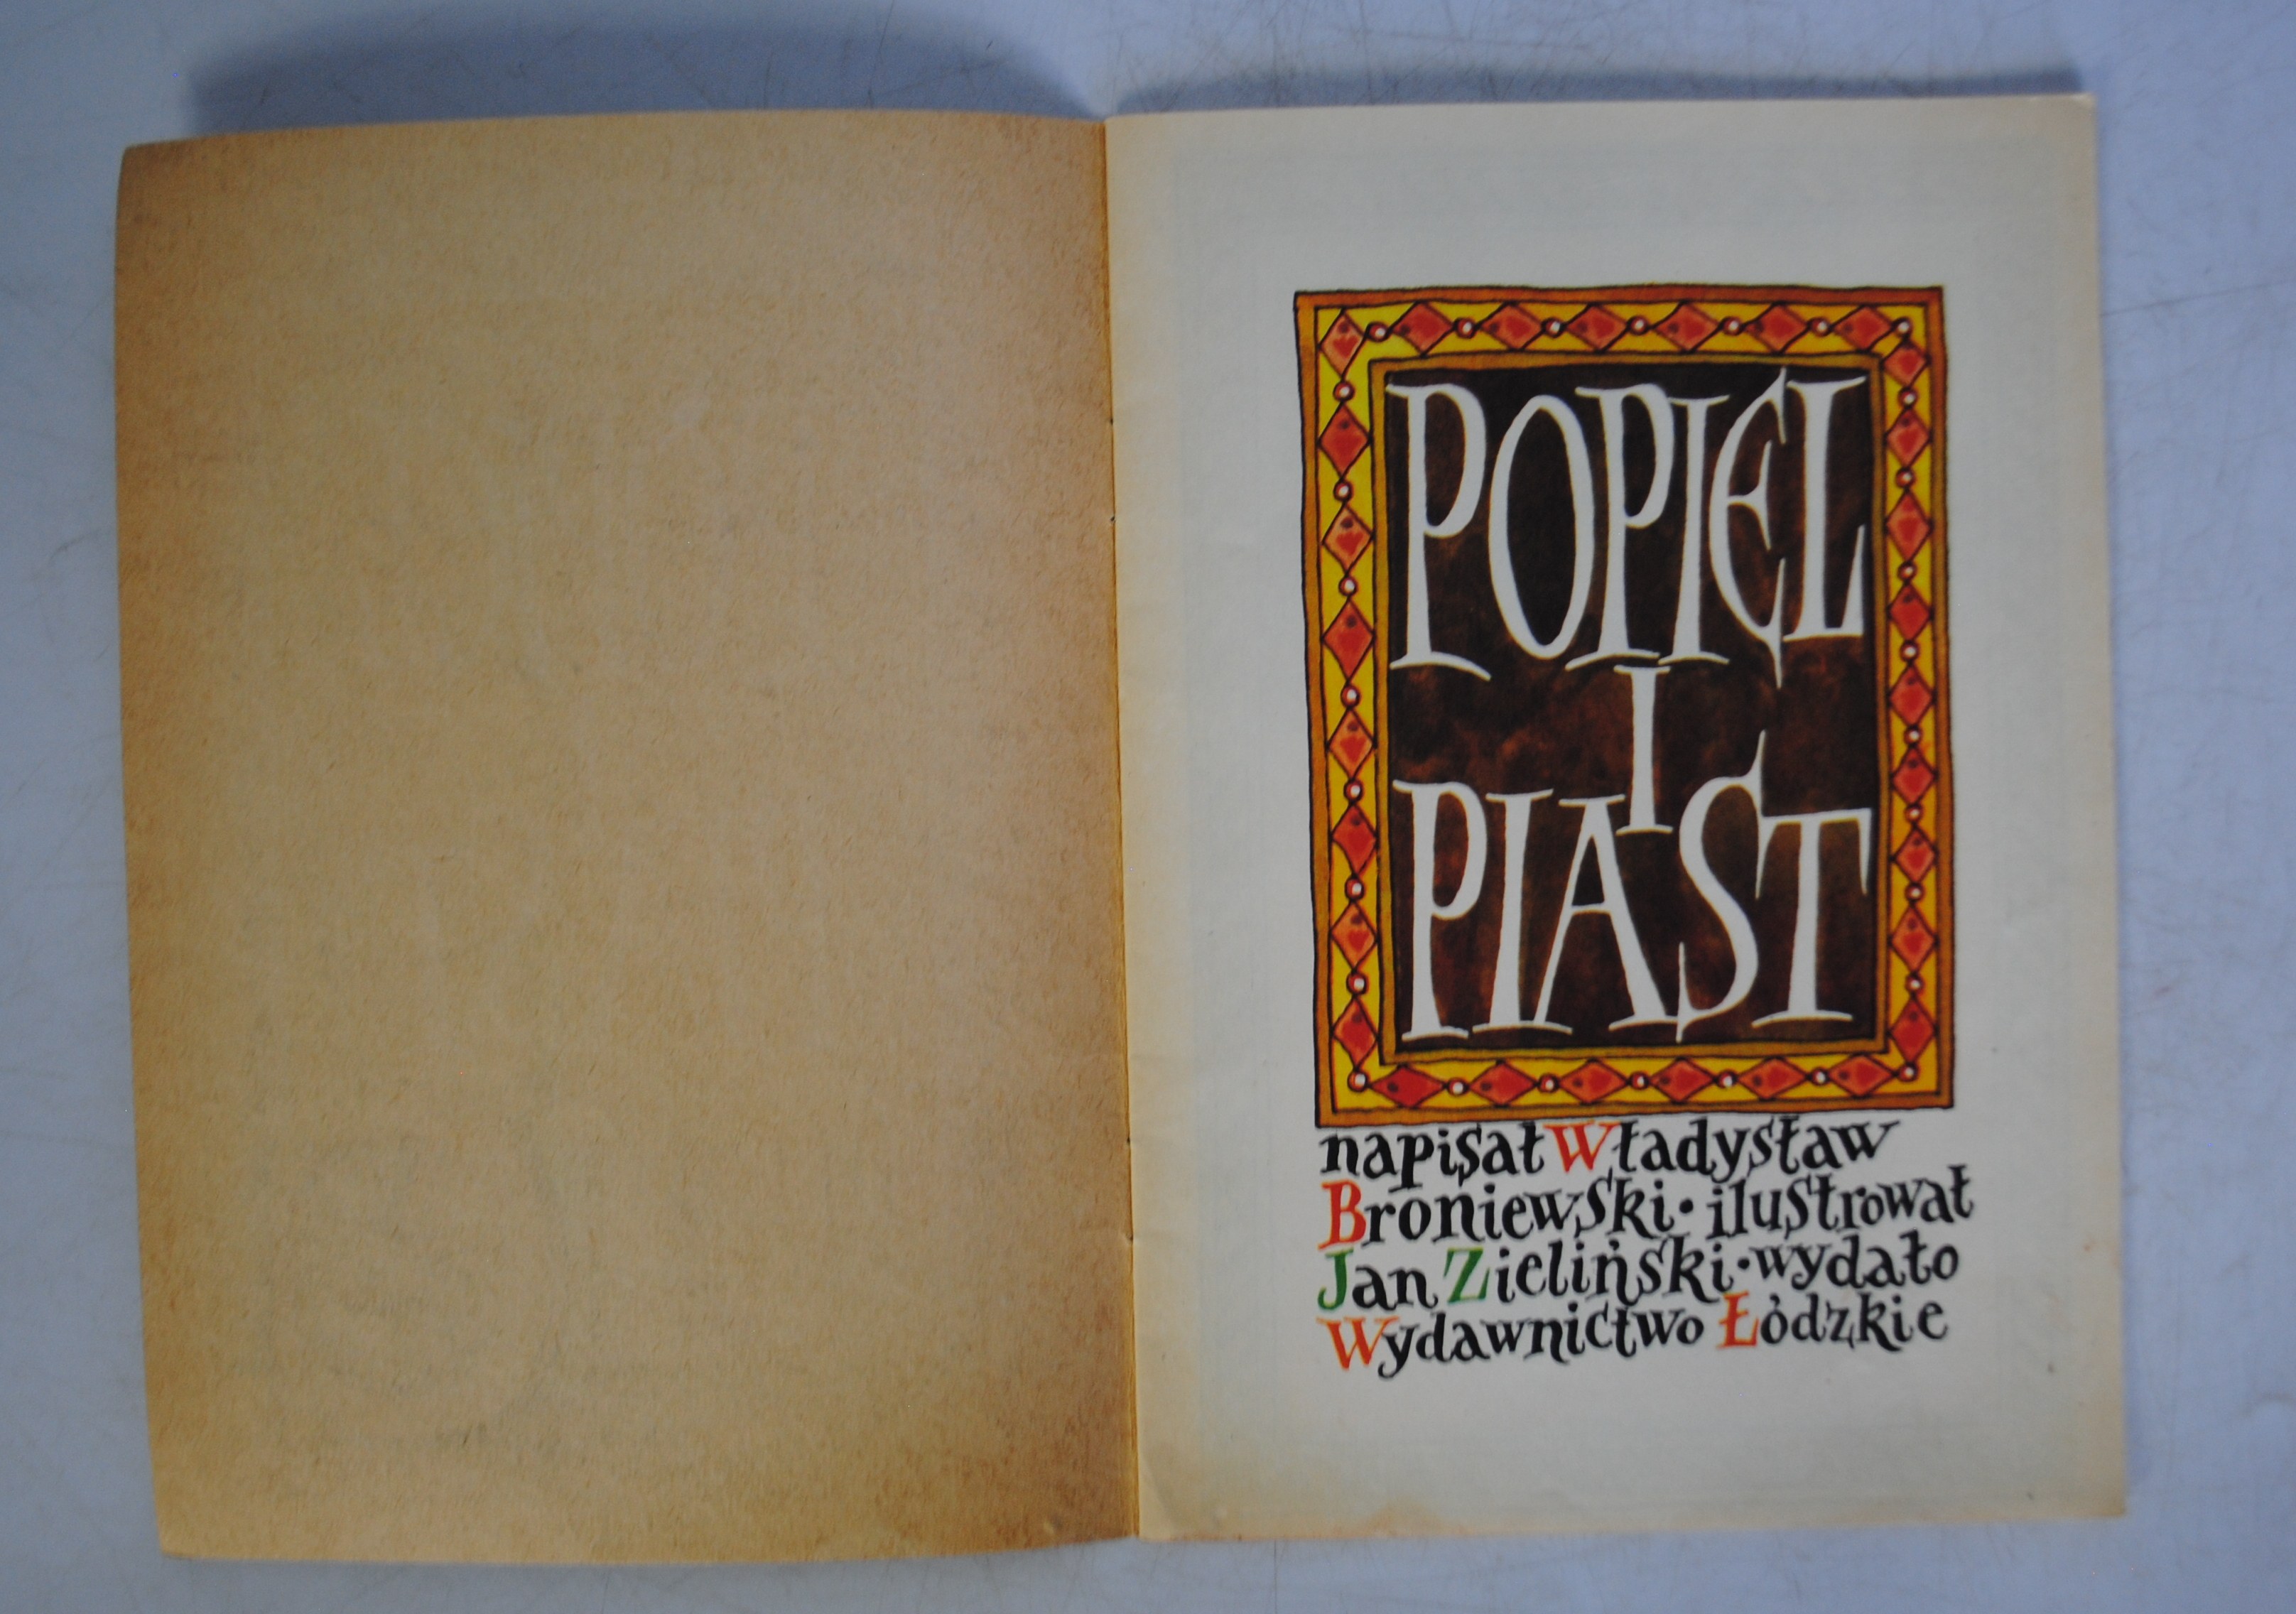 POPIEL
I
PIAST
napisał Władysław
Broniewski • ilustrował
Jan Zieliński • wydało
Wydawnictwo Łódzkie